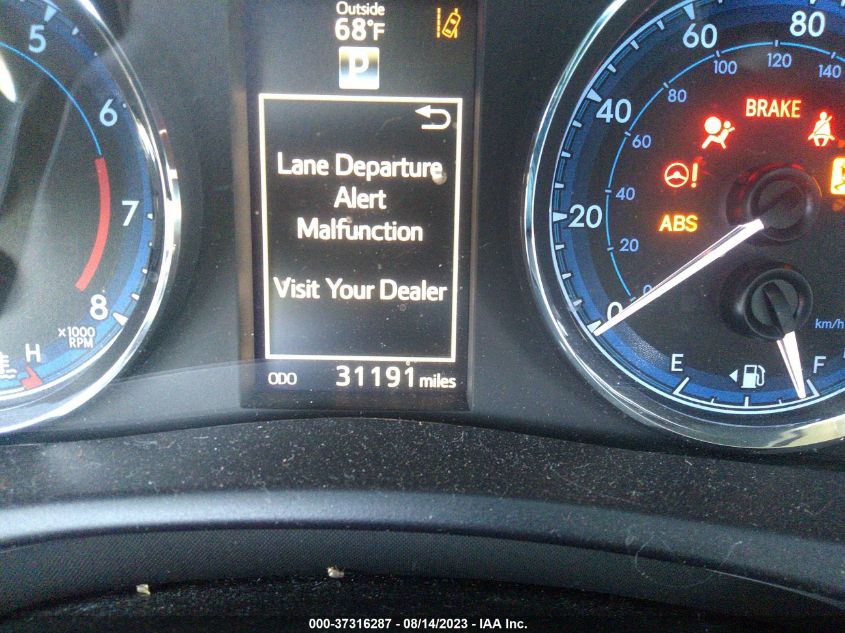 Outside
68°F
P
Lane Departure
Alert
Malfunction
Visit Your Dealer
ODO 31191 miles
5
6
7
8
x1000
RPM
H
0
20
40
60
80
0
20
40
60
80
100
120
140
km/h
BRAKE
!
ABS
E
F
000-37316287 - 08/14/2023 - IAA Inc.